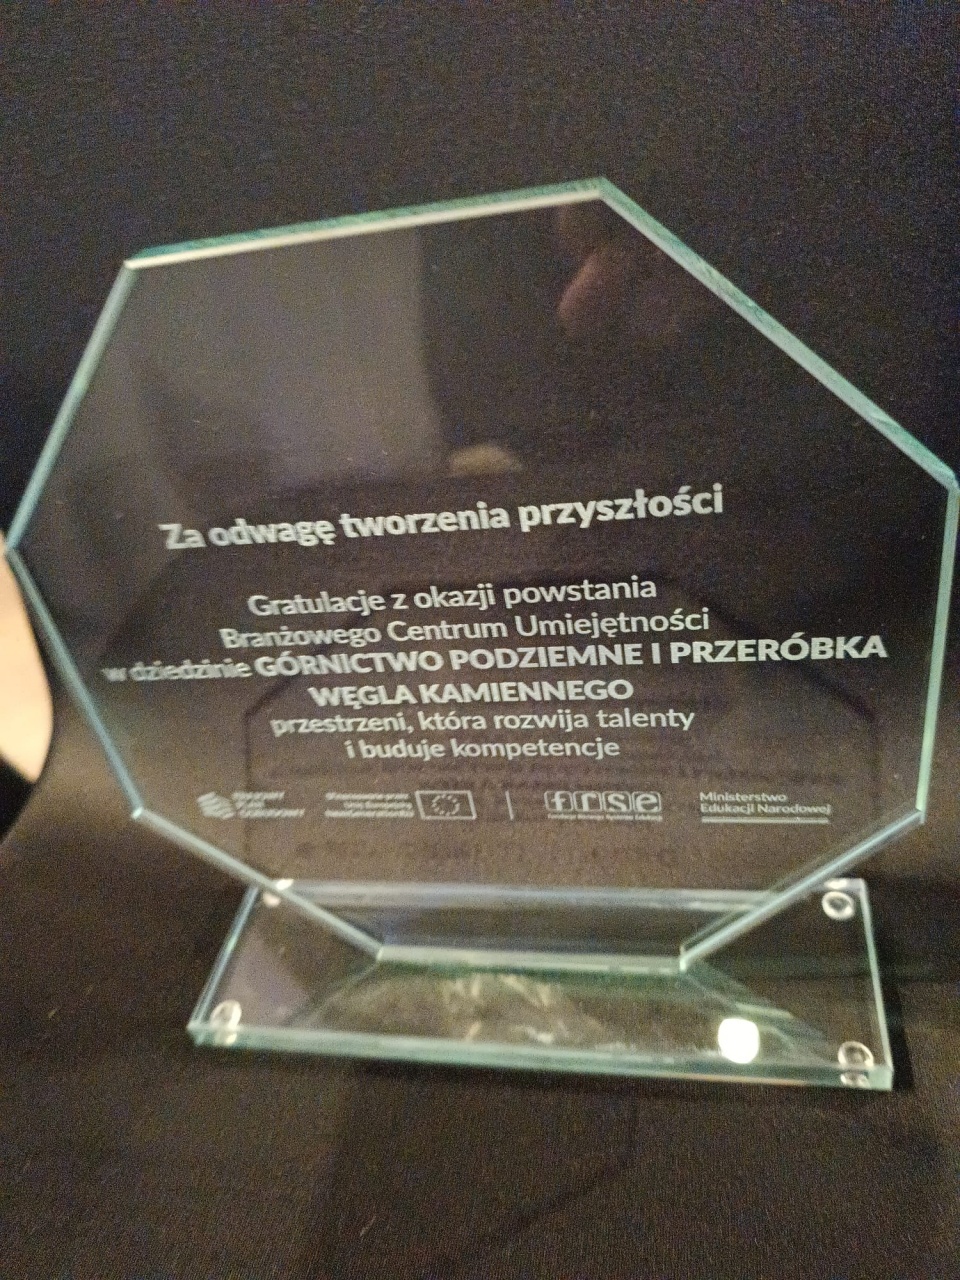 Za odwagę tworzenia przyszłości
Gratulacje z okazji powstania
Branżowego Centrum Umiejętności
w dziedzinie GÓRNICTWO PODZIEMNE I PRZERÓBKA
WĘGLA KAMIENNEGO
przestrzeni, która rozwija talenty
i buduje kompetencje
frse
Ministerstwo
Edukacji Narodowej